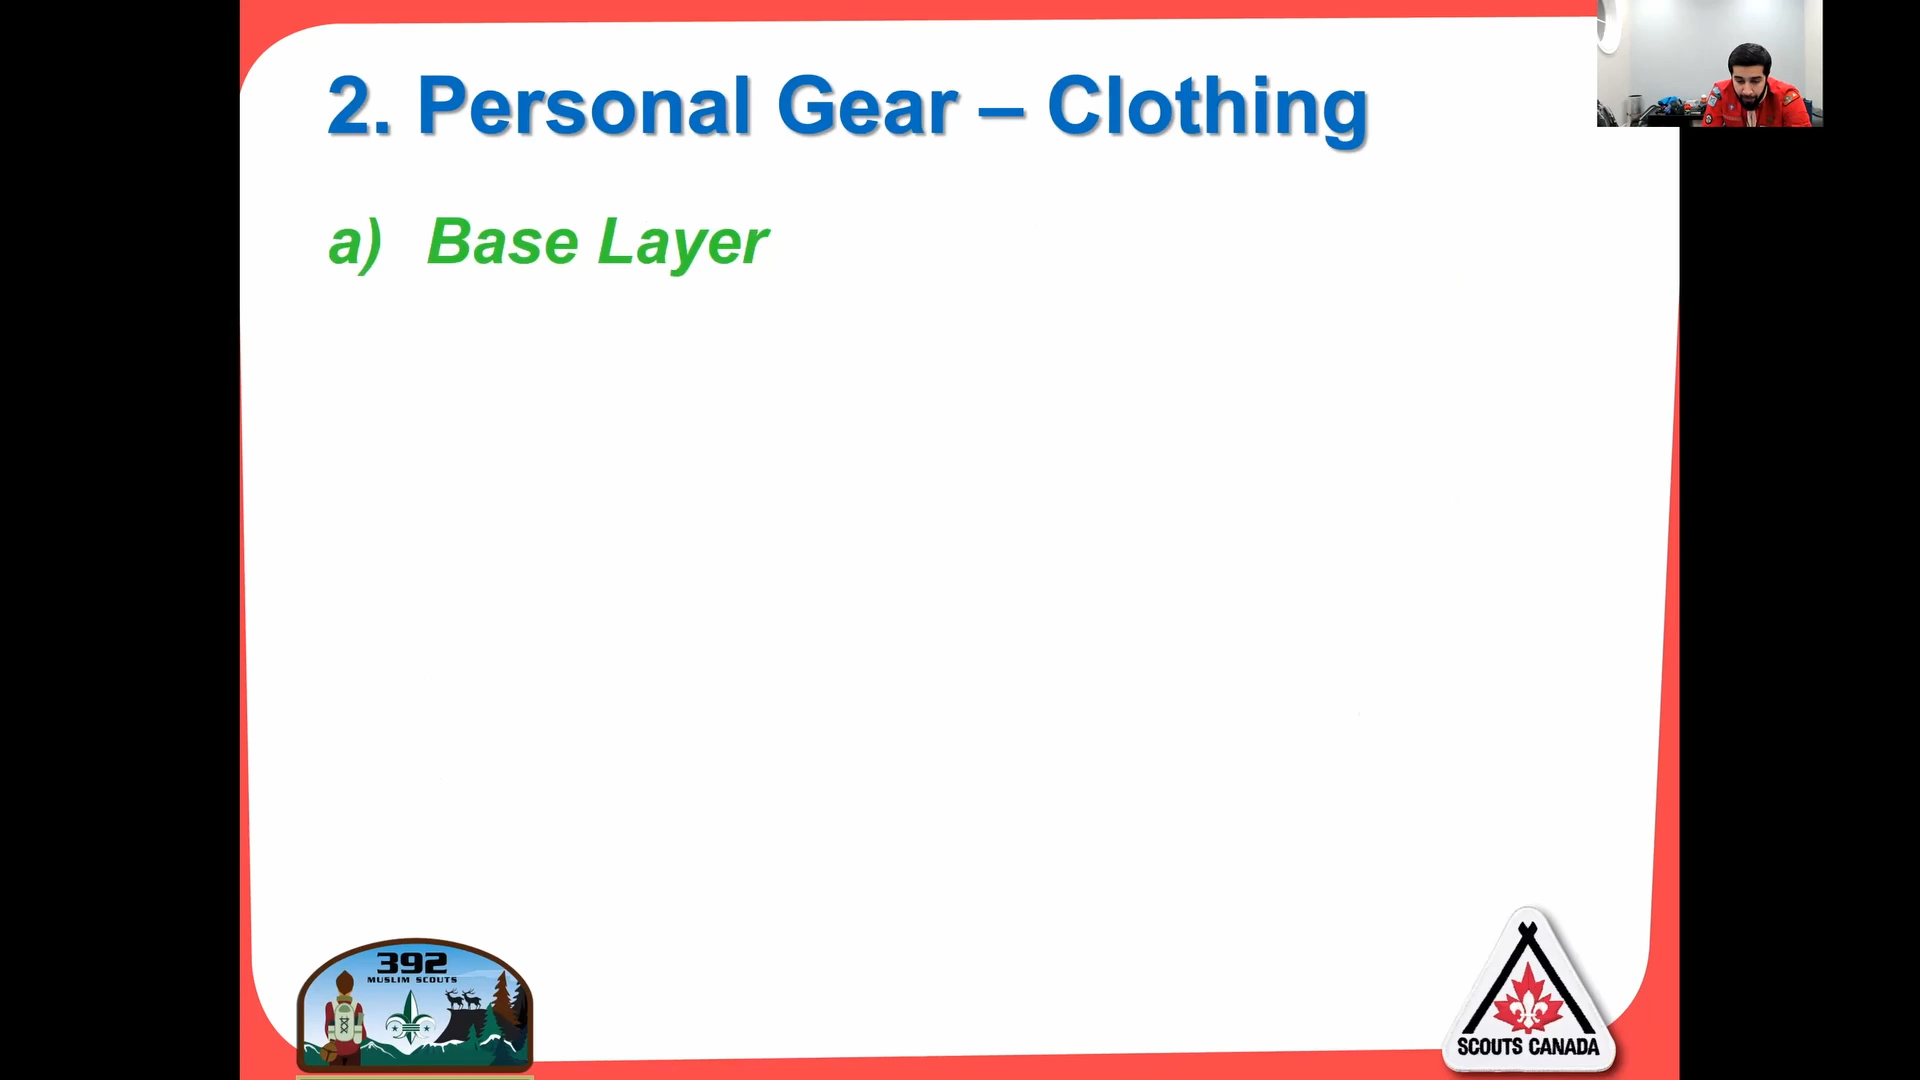 2. Personal Gear – Clothing
a) Base Layer
392
MUSLIM SCOUTS
SCOUTS CANADA